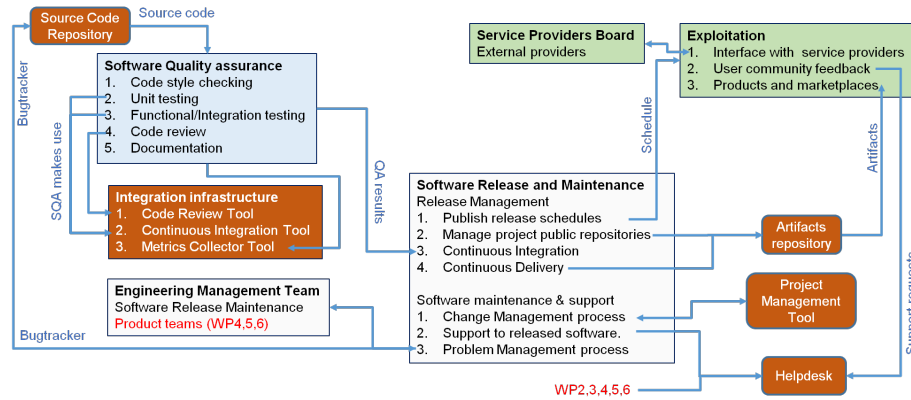 Source Code
Repository
Source code
Bugtracker
Software Quality assurance
1. Code style checking
2. Unit testing
3. Functional/Integration testing
4. Code review
5. Documentation
SQA makes use
Integration infrastructure
1. Code Review Tool
2. Continuous Integration Tool
3. Metrics Collector Tool
QA results
Engineering Management Team
Software Release Maintenance
Product teams (WP4,5,6)
Bugtracker
Service Providers Board
External providers
Exploitation
1. Interface with service providers
2. User community feedback
3. Products and marketplaces
Schedule
Artifacts
Software Release and Maintenance
Release Management
1. Publish release schedules
2. Manage project public repositories
3. Continuous Integration
4. Continuous Delivery
Software maintenance & support
1. Change Management process
2. Support to released software.
3. Problem Management process
Artifacts
repository
Project
Management
Tool
Support requests
Helpdesk
WP2,3,4,5,6